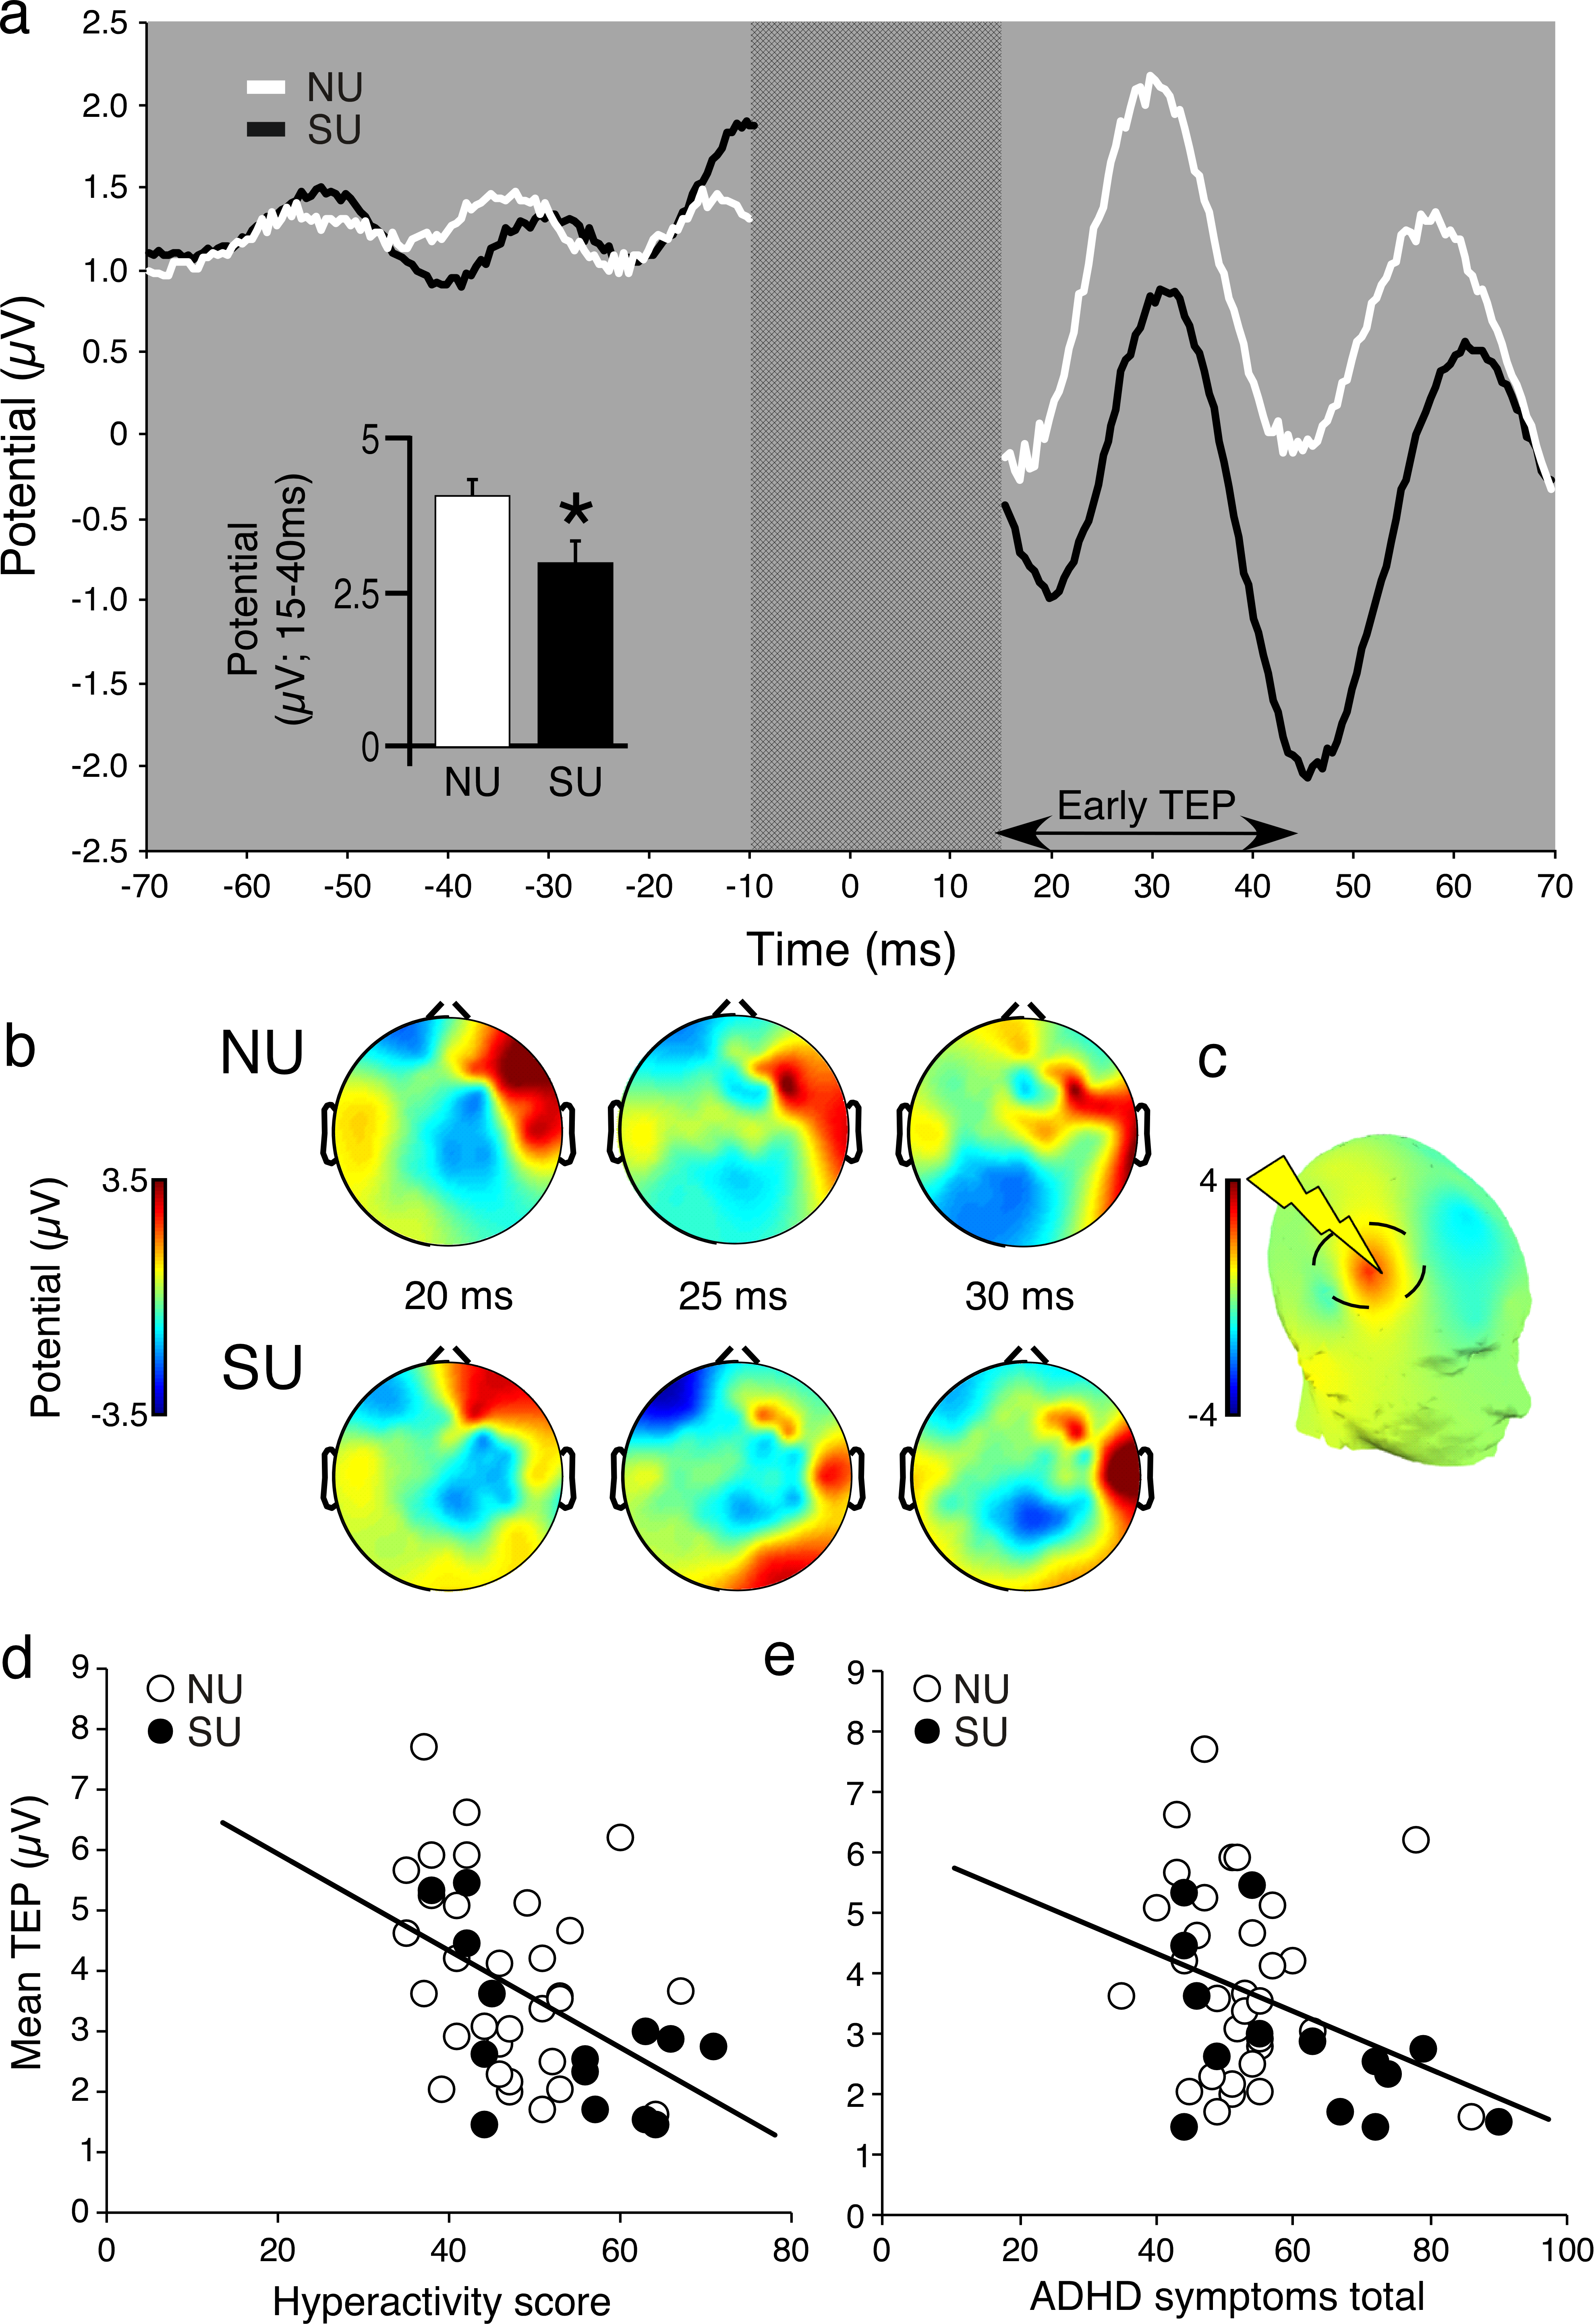 a
2.5
2.0
1.5
1.0
0.5
0
-0.5
-1.0
-1.5
-2.0
-2.5
Potential (µV)
NU
SU
5
2.5
0
Potential
(µV; 15-40ms)
*
NU
SU
Early TEP
-70 -60 -50 -40 -30 -20 -10 0 10 20 30 40 50 60 70
Time (ms)
b
NU
c
3.5
-3.5
Potential (µV)
20 ms
25 ms
30 ms
SU
4
-4
d
9
8
7
6
5
4
3
2
1
0
Mean TEP (µV)
NU
SU
0 20 40 60 80
Hyperactivity score
e
9
8
7
6
5
4
3
2
1
0
NU
SU
0 20 40 60 80 100
ADHD symptoms total